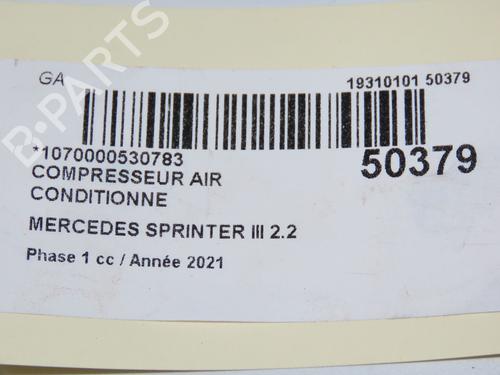 B-PARTS
GA
19310101 50379
*1070000530783
50379
COMPRESSEUR AIR
CONDITIONNE
MERCEDES SPRINTER III 2.2
Phase 1 cc / Année 2021